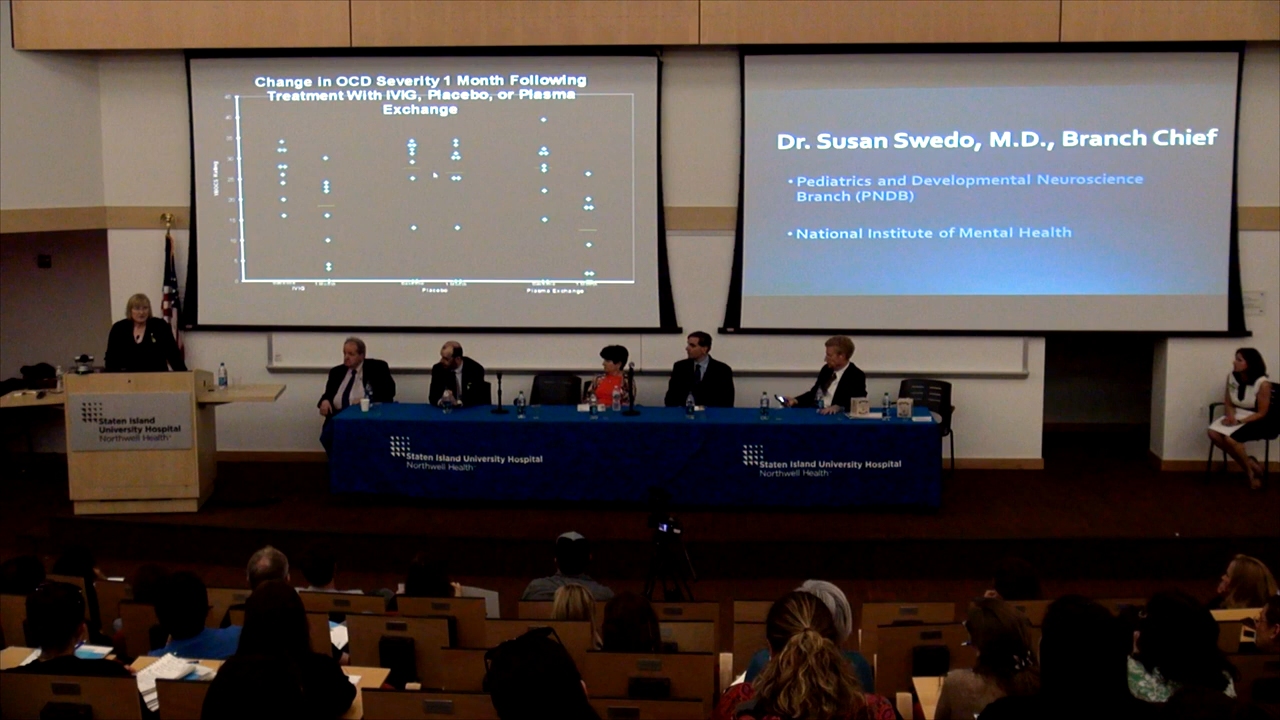 Change in OCD Severity 1 Month Following
Treatment With IVIG, Placebo, or Plasma
Exchange
IVIG
Placebo
Plasma Exchange
Dr. Susan Swedo, M.D., Branch Chief
• Pediatrics and Developmental Neuroscience
Branch (PNDB)
• National Institute of Mental Health
Staten Island
University Hospital
Northwell Health
Staten Island University Hospital
Northwell Health
Staten Island University Hospital
Northwell Health